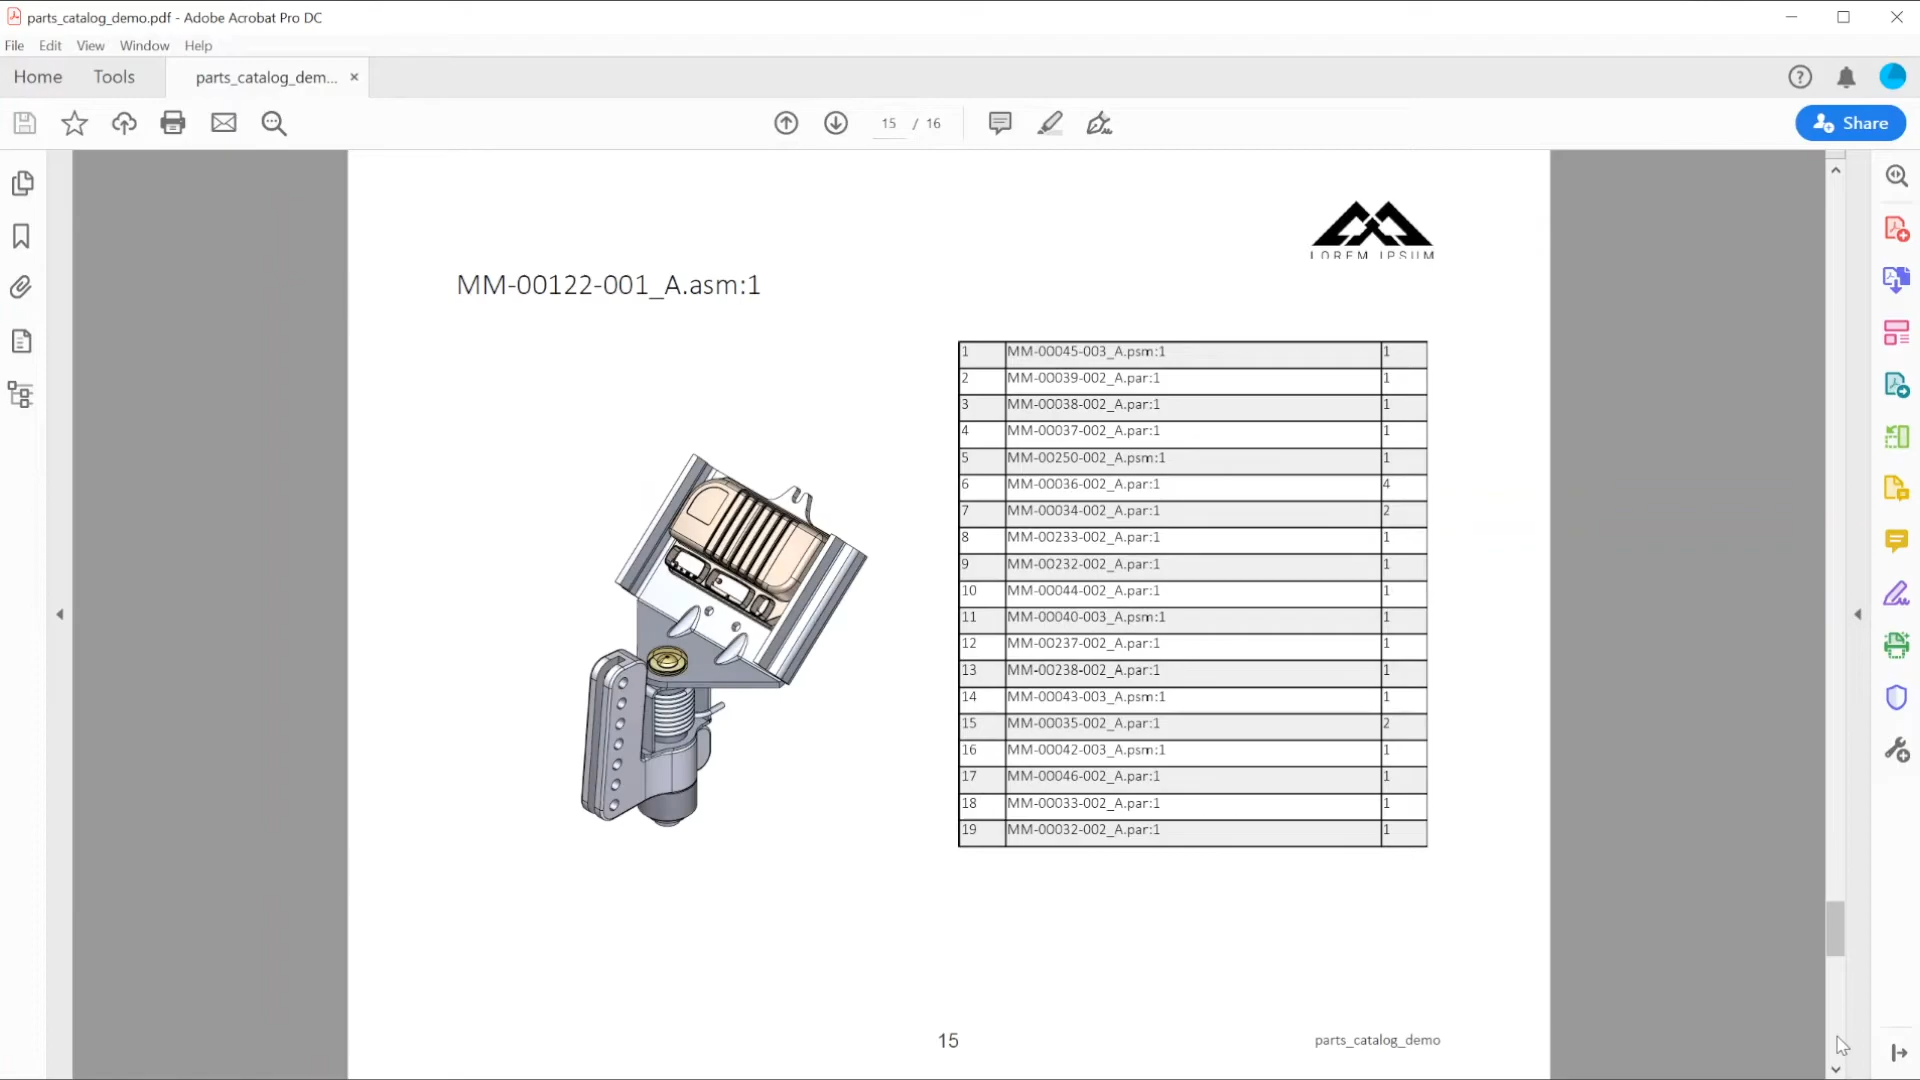 parts_catalog_demo.pdf - Adobe Acrobat Pro DC
File Edit View Window Help
Home Tools parts_catalog_dem... ×
15 / 16
Share
LOREM IPSUM
MM-00122-001_A.asm:1
1 MM-00045-003_A.psm:1 1
2 MM-00039-002_A.par:1 1
3 MM-00038-002_A.par:1 1
4 MM-00037-002_A.par:1 1
5 MM-00250-002_A.psm:1 1
6 MM-00036-002_A.par:1 4
7 MM-00034-002_A.par:1 2
8 MM-00233-002_A.par:1 1
9 MM-00232-002_A.par:1 1
10 MM-00044-002_A.par:1 1
11 MM-00040-003_A.psm:1 1
12 MM-00237-002_A.par:1 1
13 MM-00238-002_A.par:1 1
14 MM-00043-003_A.psm:1 1
15 MM-00035-002_A.par:1 2
16 MM-00042-003_A.psm:1 1
17 MM-00046-002_A.par:1 1
18 MM-00033-002_A.par:1 1
19 MM-00032-002_A.par:1 1
15
parts_catalog_demo